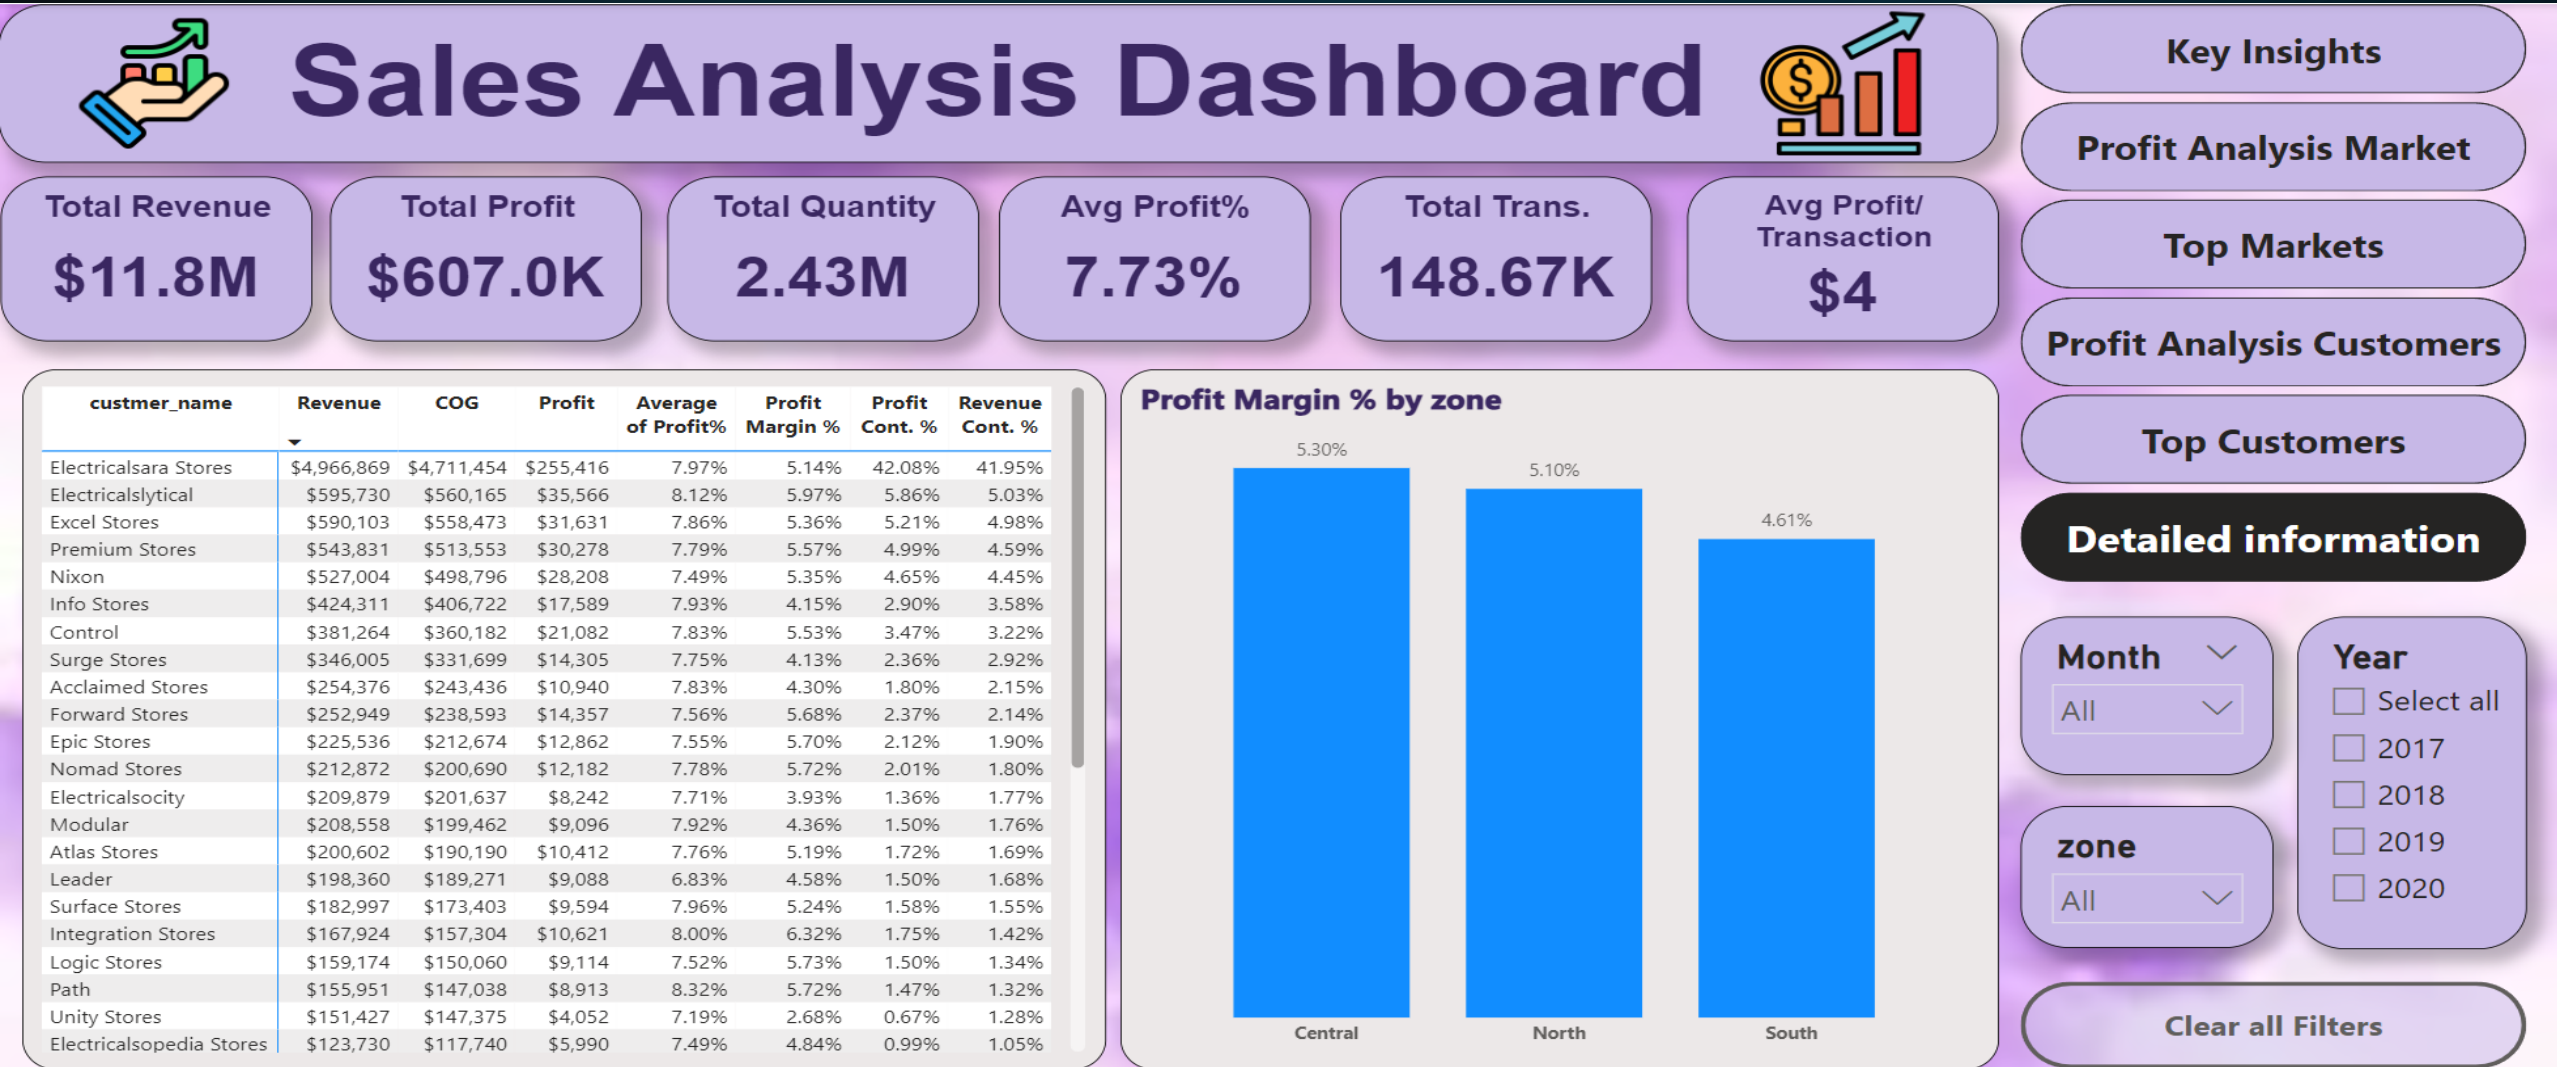 Sales Analysis Dashboard
Total Revenue
$11.8M
Total Profit
$607.0K
Total Quantity
2.43M
Avg Profit%
7.73%
Total Trans.
148.67K
Avg Profit/
Transaction
$4
custmer_name Revenue COG Profit Average of Profit% Profit Margin % Profit Cont. % Revenue Cont. %
Electricalsara Stores $4,966,869 $4,711,454 $255,416 7.97% 5.14% 42.08% 41.95%
Electricalslytical $595,730 $560,165 $35,566 8.12% 5.97% 5.86% 5.03%
Excel Stores $590,103 $558,473 $31,631 7.86% 5.36% 5.21% 4.98%
Premium Stores $543,831 $513,553 $30,278 7.79% 5.57% 4.99% 4.59%
Nixon $527,004 $498,796 $28,208 7.49% 5.35% 4.65% 4.45%
Info Stores $424,311 $406,722 $17,589 7.93% 4.15% 2.90% 3.58%
Control $381,264 $360,182 $21,082 7.83% 5.53% 3.47% 3.22%
Surge Stores $346,005 $331,699 $14,305 7.75% 4.13% 2.36% 2.92%
Acclaimed Stores $254,376 $243,436 $10,940 7.83% 4.30% 1.80% 2.15%
Forward Stores $252,949 $238,593 $14,357 7.56% 5.68% 2.37% 2.14%
Epic Stores $225,536 $212,674 $12,862 7.55% 5.70% 2.12% 1.90%
Nomad Stores $212,872 $200,690 $12,182 7.78% 5.72% 2.01% 1.80%
Electricalsocity $209,879 $201,637 $8,242 7.71% 3.93% 1.36% 1.77%
Modular $208,558 $199,462 $9,096 7.92% 4.36% 1.50% 1.76%
Atlas Stores $200,602 $190,190 $10,412 7.76% 5.19% 1.72% 1.69%
Leader $198,360 $189,271 $9,088 6.83% 4.58% 1.50% 1.68%
Surface Stores $182,997 $173,403 $9,594 7.96% 5.24% 1.58% 1.55%
Integration Stores $167,924 $157,304 $10,621 8.00% 6.32% 1.75% 1.42%
Logic Stores $159,174 $150,060 $9,114 7.52% 5.73% 1.50% 1.34%
Path $155,951 $147,038 $8,913 8.32% 5.72% 1.47% 1.32%
Unity Stores $151,427 $147,375 $4,052 7.19% 2.68% 0.67% 1.28%
Electricalsopedia Stores $123,730 $117,740 $5,990 7.49% 4.84% 0.99% 1.05%
Profit Margin % by zone
5.30%
5.10%
4.61%
Central
North
South
Key Insights
Profit Analysis Market
Top Markets
Profit Analysis Customers
Top Customers
Detailed information
Month
All
zone
All
Year
Select all
2017
2018
2019
2020
Clear all Filters